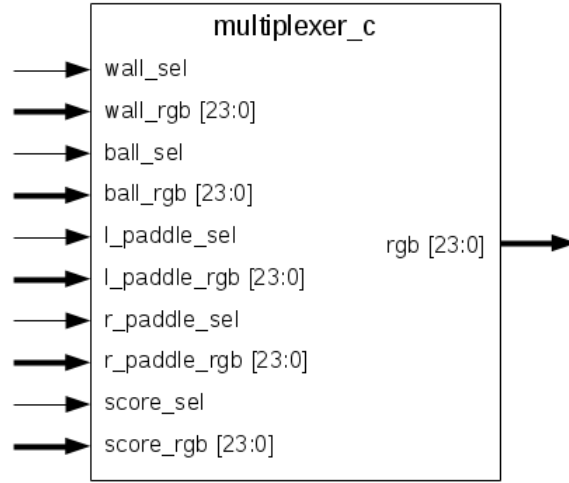 multiplexer_c
wall_sel
wall_rgb [23:0]
ball_sel
ball_rgb [23:0]
l_paddle_sel
l_paddle_rgb [23:0]
r_paddle_sel
r_paddle_rgb [23:0]
score_sel
score_rgb [23:0]
rgb [23:0]